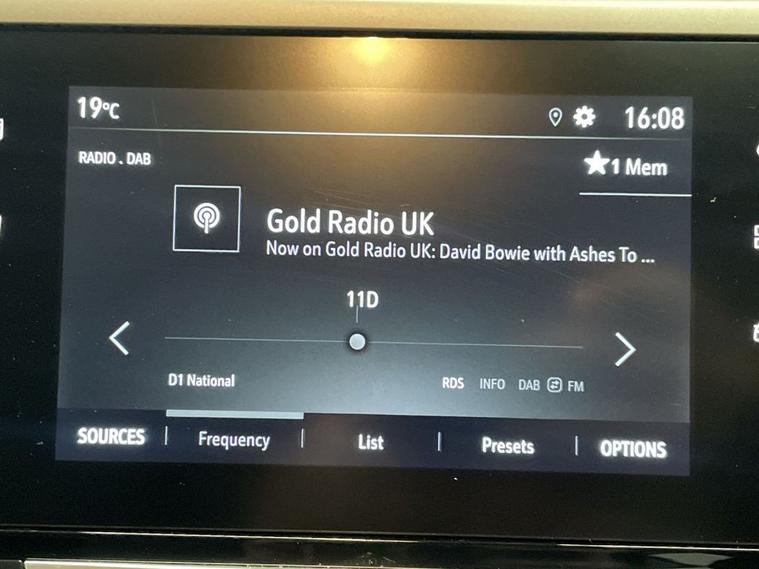 19°C
16:08
RADIO . DAB
1 Mem
Gold Radio UK
Now on Gold Radio UK: David Bowie with Ashes To ...
11D
D1 National
RDS INFO DAB FM
SOURCES Frequency List Presets OPTIONS